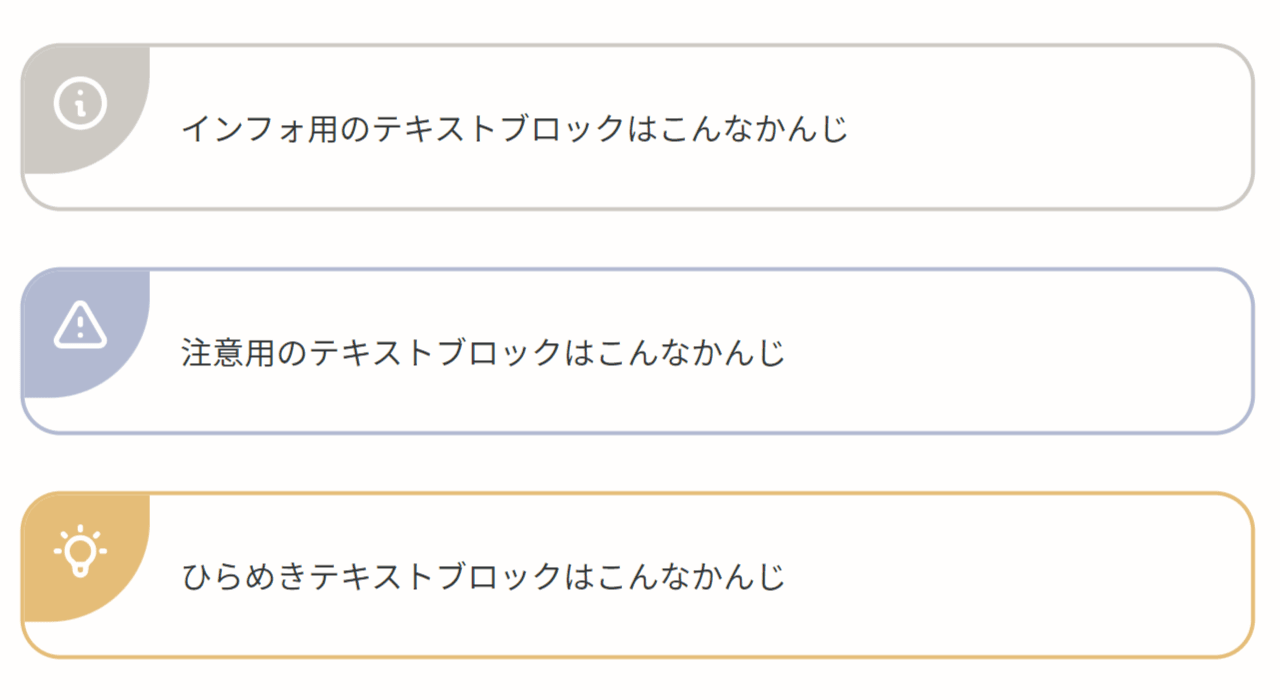 インフォ用のテキストブロックはこんなかんじ
注意用のテキストブロックはこんなかんじ
ひらめきテキストブロックはこんなかんじ